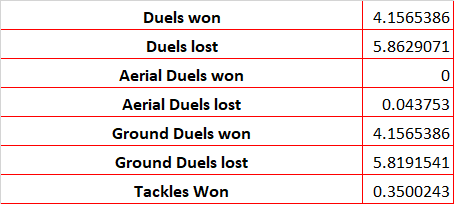 Duels won 4.1565386
Duels lost 5.8629071
Aerial Duels won 0
Aerial Duels lost 0.043753
Ground Duels won 4.1565386
Ground Duels lost 5.8191541
Tackles Won 0.3500243